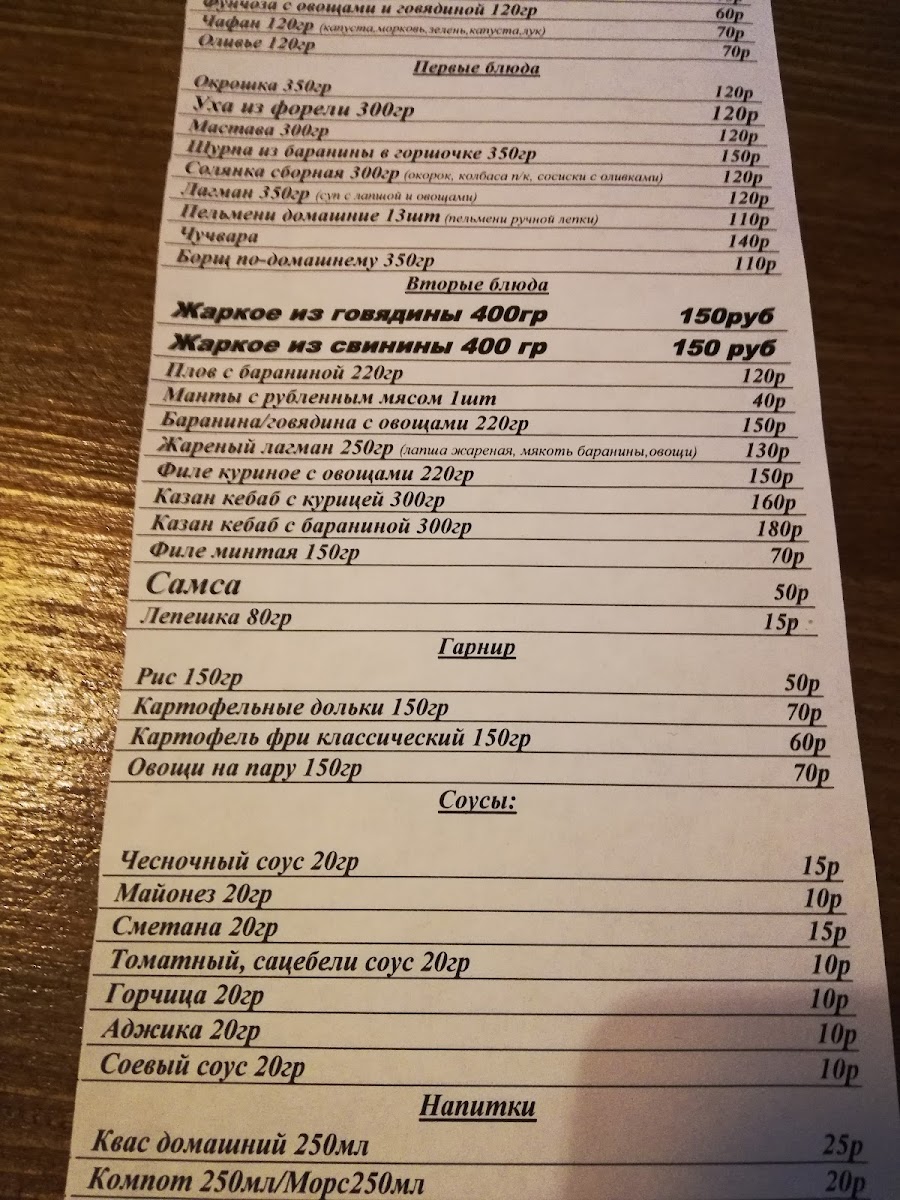 Фунчоза с овощами и говядиной 120гр 60р
Чафан 120гр (капуста,морковь,зелень,капуста,лук) 70р
Оливье 120гр 70р
Первые блюда
Окрошка 350гр 120р
Уха из форели 300гр 120р
Мастава 300гр 120р
Шурпа из баранины в горшочке 350гр 150р
Солянка сборная 300гр (окорок, колбаса п/к, сосиски с оливками) 120р
Лагман 350гр (суп с лапшой и овощами) 120р
Пельмени домашние 13шт (пельмени ручной лепки) 110р
Чучвара 140р
Борщ по-домашнему 350гр 110р
Вторые блюда
Жаркое из говядины 400гр 150руб
Жаркое из свинины 400 гр 150 руб
Плов с бараниной 220гр 120р
Манты с рубленным мясом 1шт 40р
Баранина/говядина с овощами 220гр 150р
Жареный лагман 250гр (лапша жареная, мякоть баранины,овощи) 130р
Филе куриное с овощами 220гр 150р
Казан кебаб с курицей 300гр 160р
Казан кебаб с бараниной 300гр 180р
Филе минтая 150гр 70р
Самса 50р
Лепешка 80гр 15р
Гарнир
Рис 150гр 50р
Картофельные дольки 150гр 70р
Картофель фри классический 150гр 60р
Овощи на пару 150гр 70р
Соусы:
Чесночный соус 20гр 15р
Майонез 20гр 10р
Сметана 20гр 15р
Томатный, сацебели соус 20гр 10р
Горчица 20гр 10р
Аджика 20гр 10р
Соевый соус 20гр 10р
Напитки
Квас домашний 250мл 25р
Компот 250мл/Морс250мл 20р